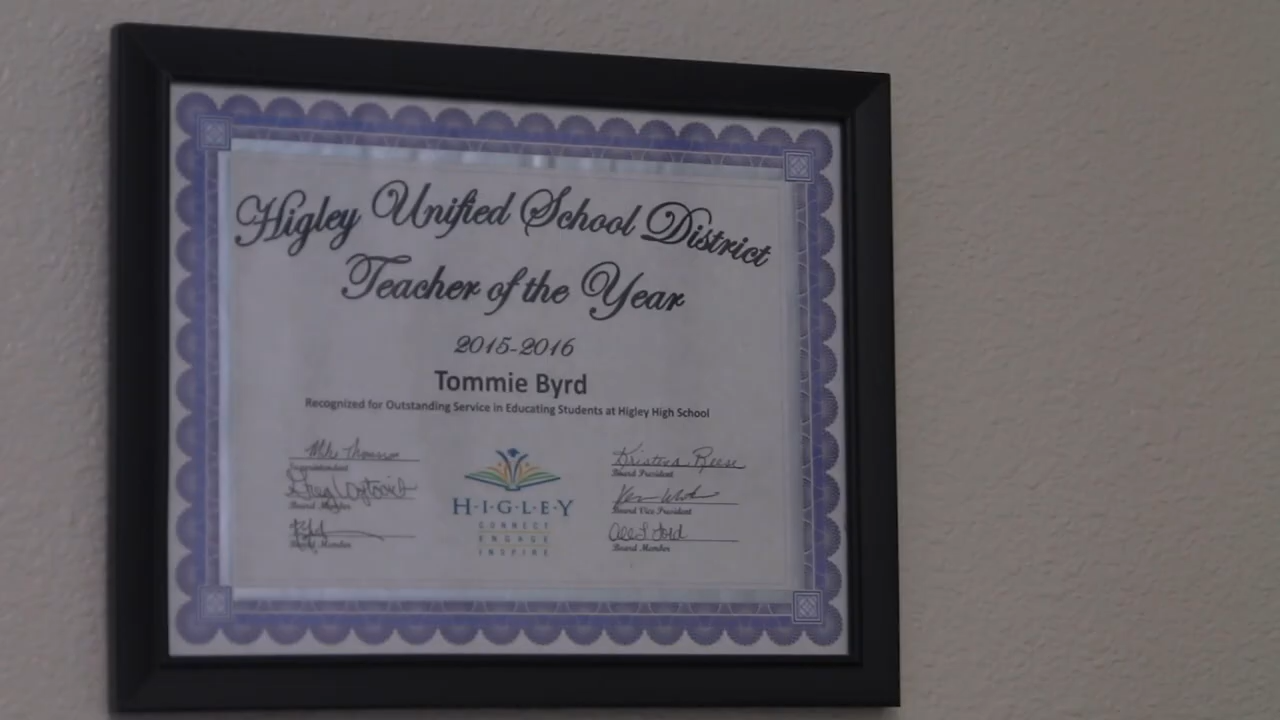 Higley Unified School District
Teacher of the Year
2015-2016
Tommie Byrd
Recognized for Outstanding Service in Educating Students at Higley High School
Superintendent
Board Member
Board Member
H·I·G·L·E·Y
CONNECT
ENGAGE
INSPIRE
Kristina Reese
Board President
Board Vice President
Board Member